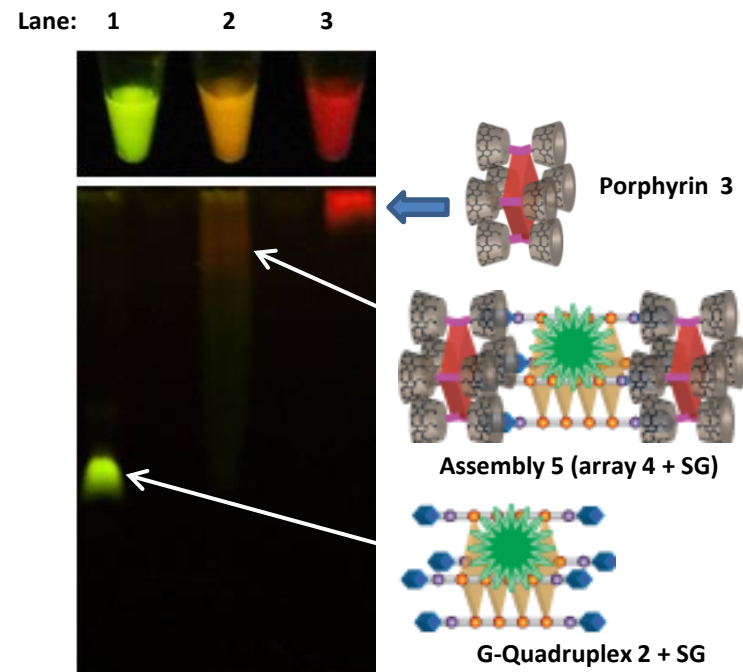 Lane: 1 2 3
Porphyrin 3
Assembly 5 (array 4 + SG)
G-Quadruplex 2 + SG